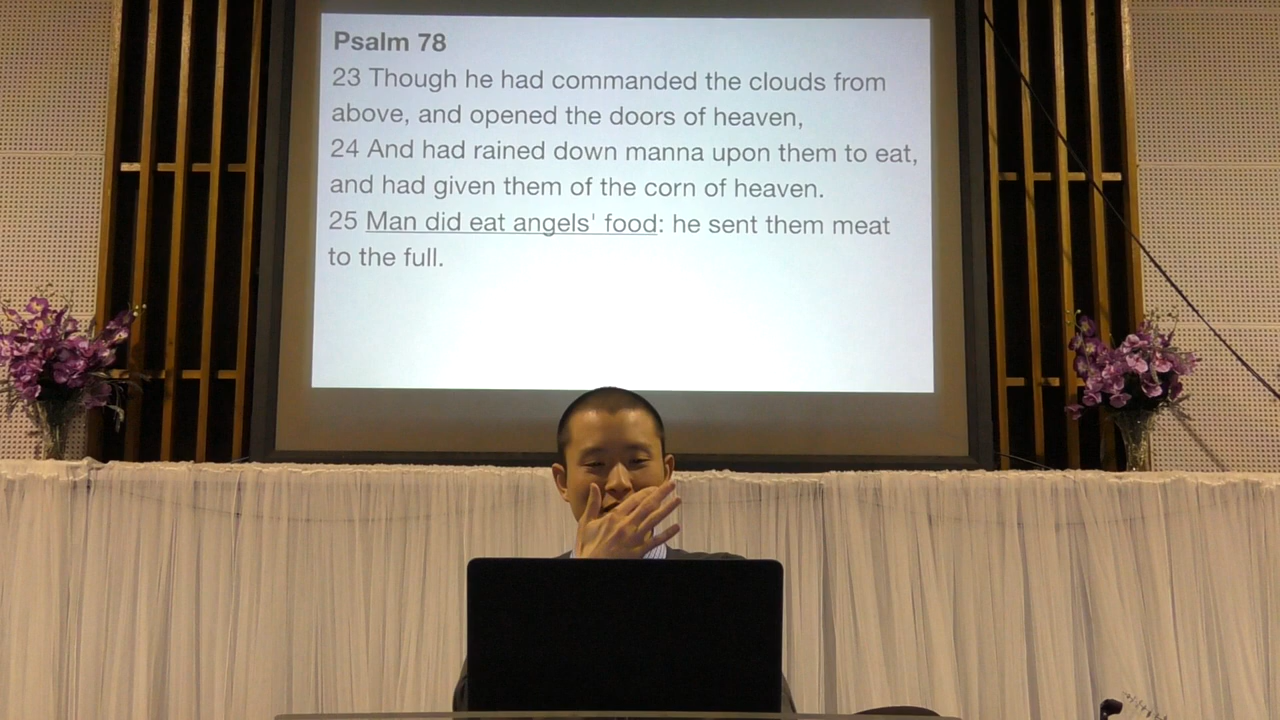 Psalm 78
23 Though he had commanded the clouds from
above, and opened the doors of heaven,
24 And had rained down manna upon them to eat,
and had given them of the corn of heaven.
25 Man did eat angels' food: he sent them meat
to the full.